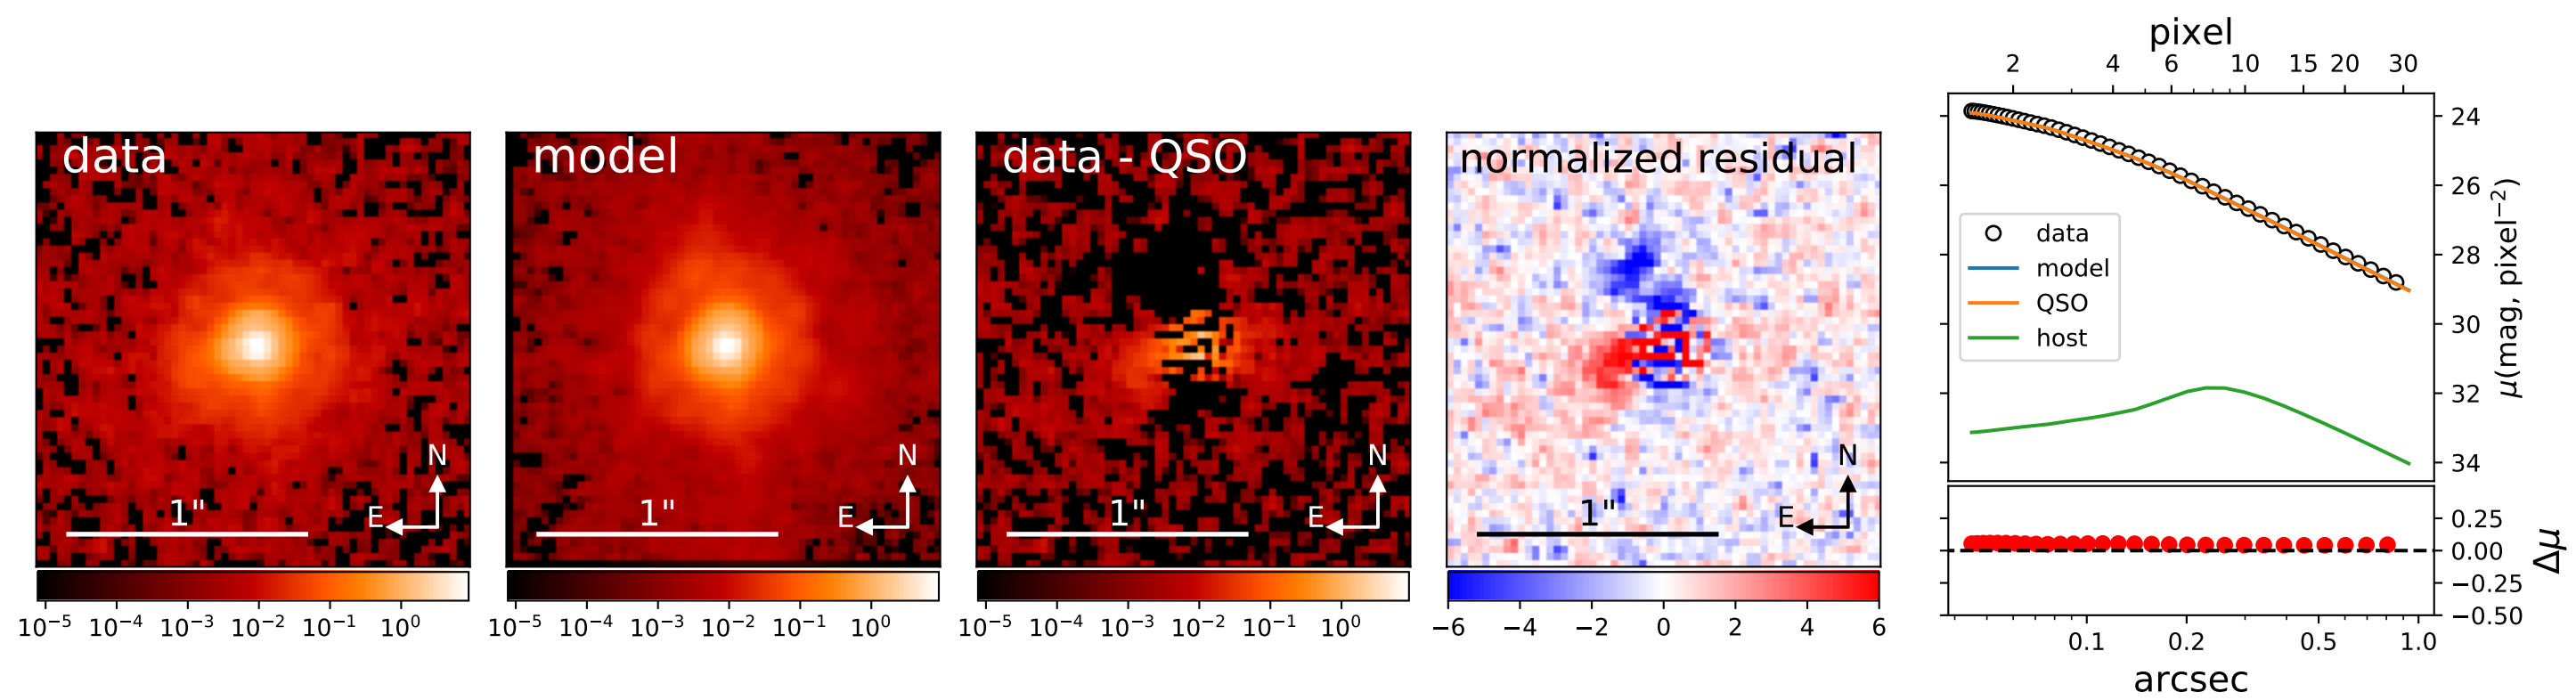 data
N
1"
E
10⁻⁵ 10⁻⁴ 10⁻³ 10⁻² 10⁻¹ 10⁰
model
N
1"
E
10⁻⁵ 10⁻⁴ 10⁻³ 10⁻² 10⁻¹ 10⁰
data - QSO
N
1"
E
10⁻⁵ 10⁻⁴ 10⁻³ 10⁻² 10⁻¹ 10⁰
normalized residual
N
1"
E
−6 −4 −2 0 2 4 6
pixel
2 4 6 10 15 20 30
24
26
28
30
32
34
μ(mag, pixel⁻²)
data
model
QSO
host
0.25
0.00
−0.25
−0.50
Δμ
0.1 0.2 0.5 1.0
arcsec